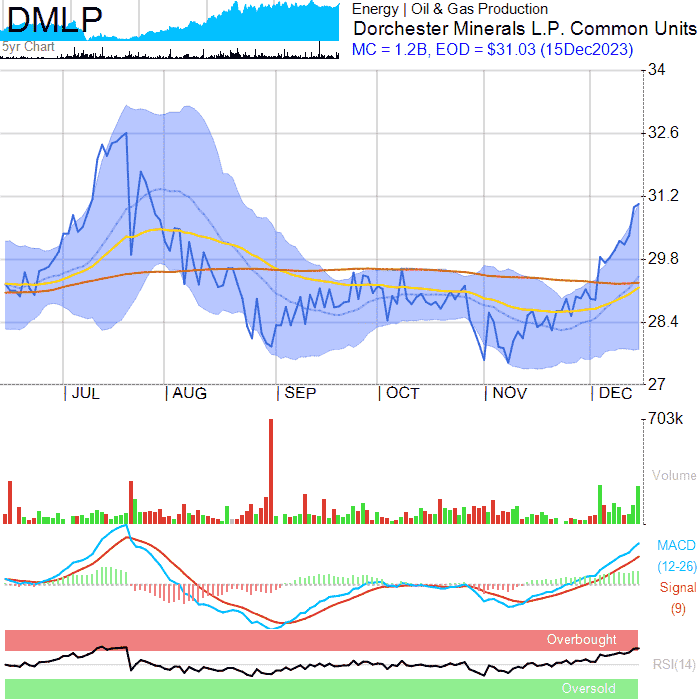 DMLP
5yr Chart
Energy | Oil & Gas Production
Dorchester Minerals L.P. Common Units
MC = 1.2B, EOD = $31.03 (15Dec2023)
34
32.6
31.2
29.8
28.4
27
| JUL | AUG | SEP | OCT | NOV | DEC
703k
Volume
MACD
(12-26)
Signal
(9)
Overbought
RSI(14)
Oversold